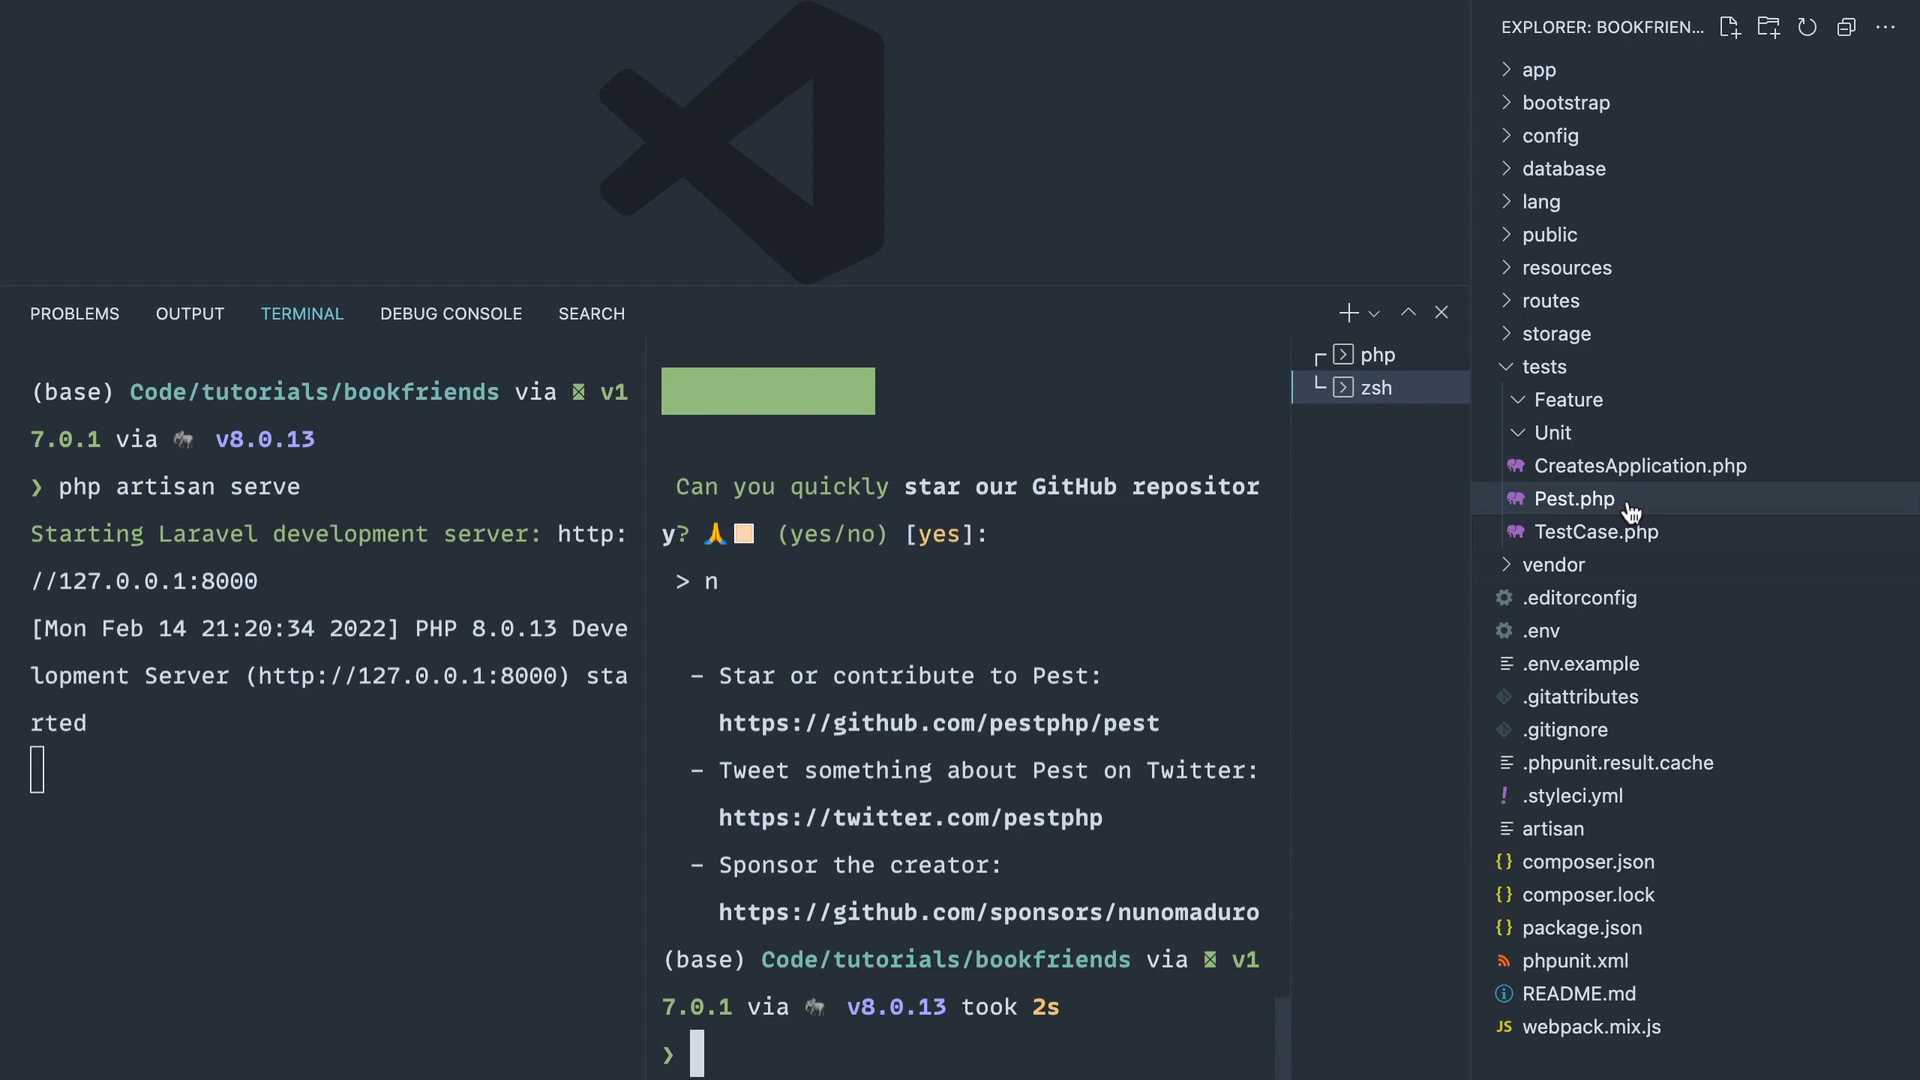 EXPLORER: BOOKFRIEN...
app
bootstrap
config
database
lang
public
resources
routes
storage
tests
Feature
Unit
CreatesApplication.php
Pest.php
TestCase.php
vendor
.editorconfig
.env
.env.example
.gitattributes
.gitignore
.phpunit.result.cache
! .styleci.yml
artisan
{} composer.json
{} composer.lock
{} package.json
phpunit.xml
README.md
JS webpack.mix.js
PROBLEMS OUTPUT TERMINAL DEBUG CONSOLE SEARCH
(base) Code/tutorials/bookfriends via v1
7.0.1 via 🐘 v8.0.13
❯ php artisan serve
Starting Laravel development server: http:
//127.0.0.1:8000
[Mon Feb 14 21:20:34 2022] PHP 8.0.13 Deve
lopment Server (http://127.0.0.1:8000) sta
rted
Can you quickly star our GitHub repositor
y? 🙏🏼 (yes/no) [yes]:
> n
- Star or contribute to Pest:
https://github.com/pestphp/pest
- Tweet something about Pest on Twitter:
https://twitter.com/pestphp
- Sponsor the creator:
https://github.com/sponsors/nunomaduro
(base) Code/tutorials/bookfriends via v1
7.0.1 via 🐘 v8.0.13 took 2s
❯
php
zsh